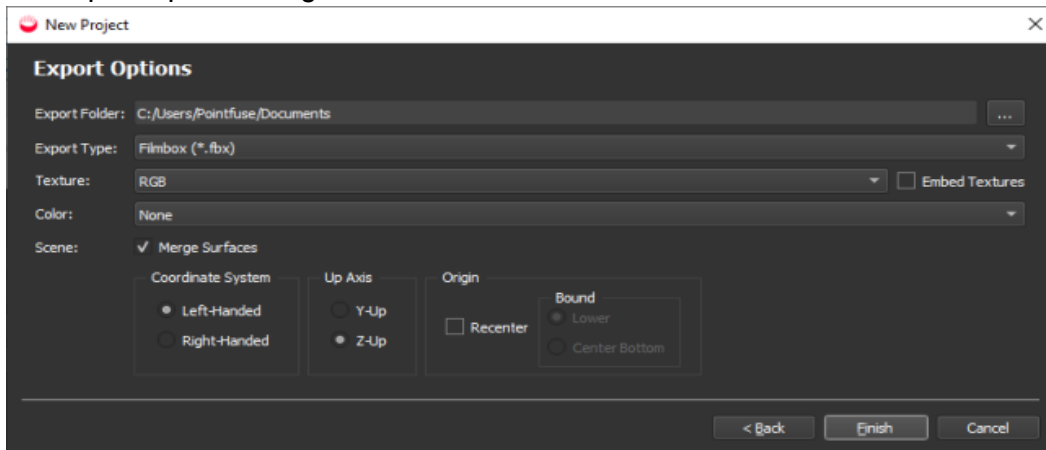 New Project
Export Options
Export Folder: C:/Users/Pointfuse/Documents ...
Export Type: Filmbox (*.fbx)
Texture: RGB Embed Textures
Color: None
Scene: Merge Surfaces
Coordinate System Up Axis Origin
Bound
Left-Handed Y-Up Lower
Recenter
Right-Handed Z-Up Center Bottom
< Back Finish Cancel